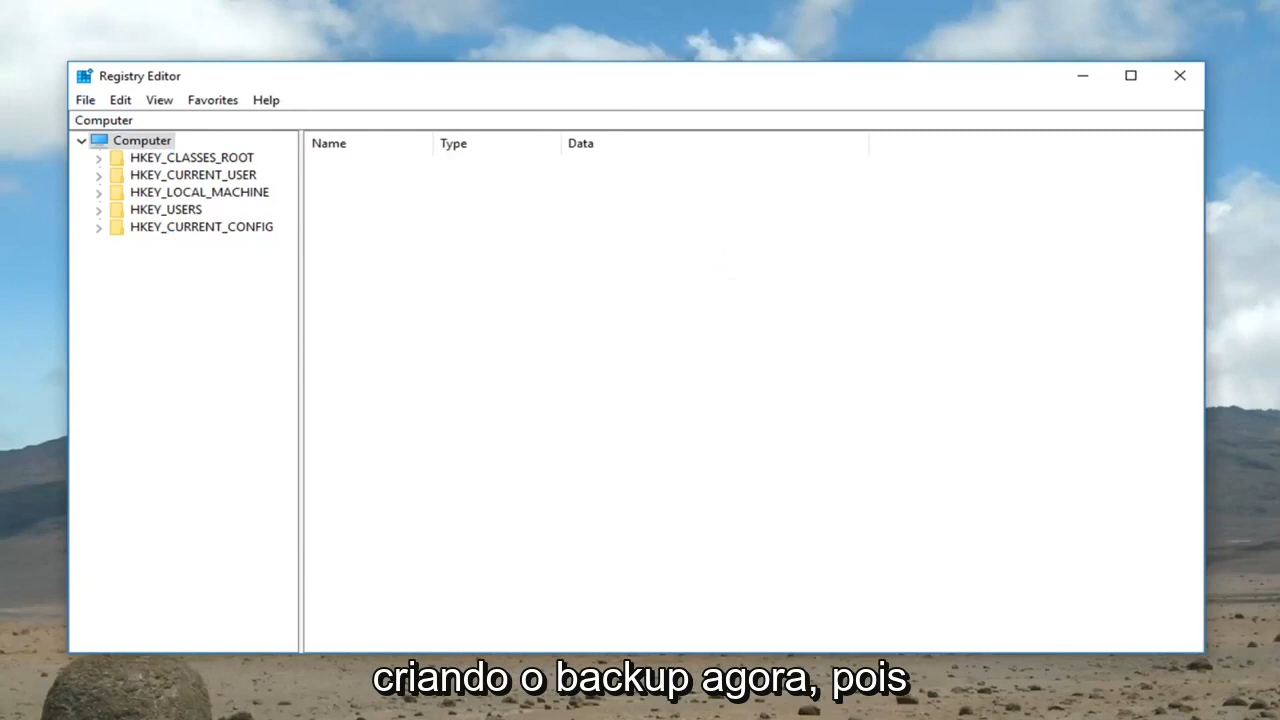 Registry Editor
File Edit View Favorites Help
Computer
Computer
HKEY_CLASSES_ROOT
HKEY_CURRENT_USER
HKEY_LOCAL_MACHINE
HKEY_USERS
HKEY_CURRENT_CONFIG
Name Type Data
criando o backup agora, pois